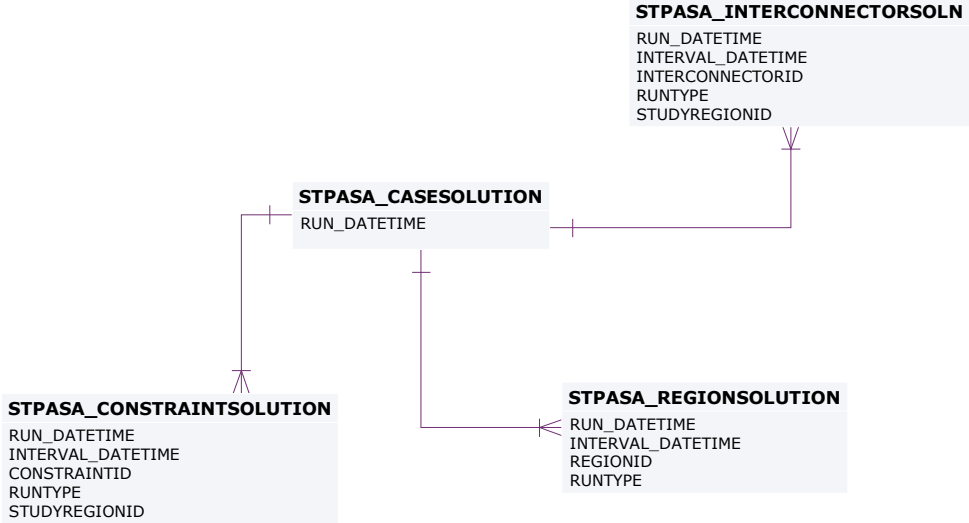 STPASA_INTERCONNECTORSOLN
RUN_DATETIME
INTERVAL_DATETIME
INTERCONNECTORID
RUNTYPE
STUDYREGIONID
STPASA_CASESOLUTION
RUN_DATETIME
STPASA_CONSTRAINTSOLUTION
RUN_DATETIME
INTERVAL_DATETIME
CONSTRAINTID
RUNTYPE
STUDYREGIONID
STPASA_REGIONSOLUTION
RUN_DATETIME
INTERVAL_DATETIME
REGIONID
RUNTYPE